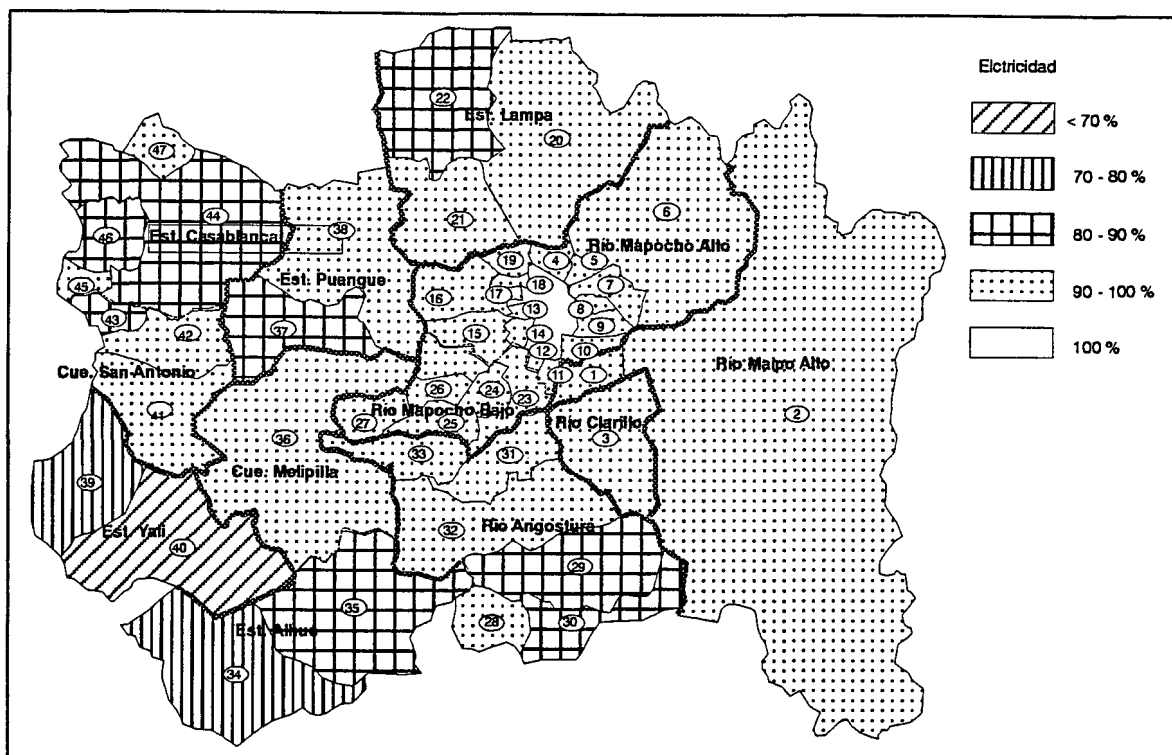 Elctricidad
< 70 %
70 - 80 %
80 - 90 %
90 - 100 %
100 %
22
Est. Lampa
20
47
44
6
21
38
46
Est. Casablanca
Río Mapocho Alto
19
4
5
Est. Puangue
45
16
17
18
7
13
8
43
42
37
15
14
9
12
10
Río Maipo Alto
Cue. San Antonio
11
1
26
24
23
2
41
Río Mapocho Bajo
27
25
Río Clarillo
3
36
33
31
Cue. Melipilla
39
Est. Yali
32
Río Angostura
40
29
35
28
30
Est. Alhue
34